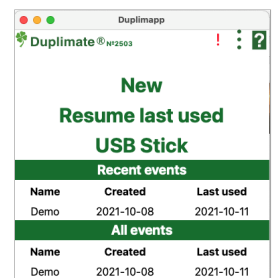 Duplimapp
Duplimate® №2503 ! ?
New
Resume last used
USB Stick
Recent events
Name Created Last used
Demo 2021-10-08 2021-10-11
All events
Name Created Last used
Demo 2021-10-08 2021-10-11